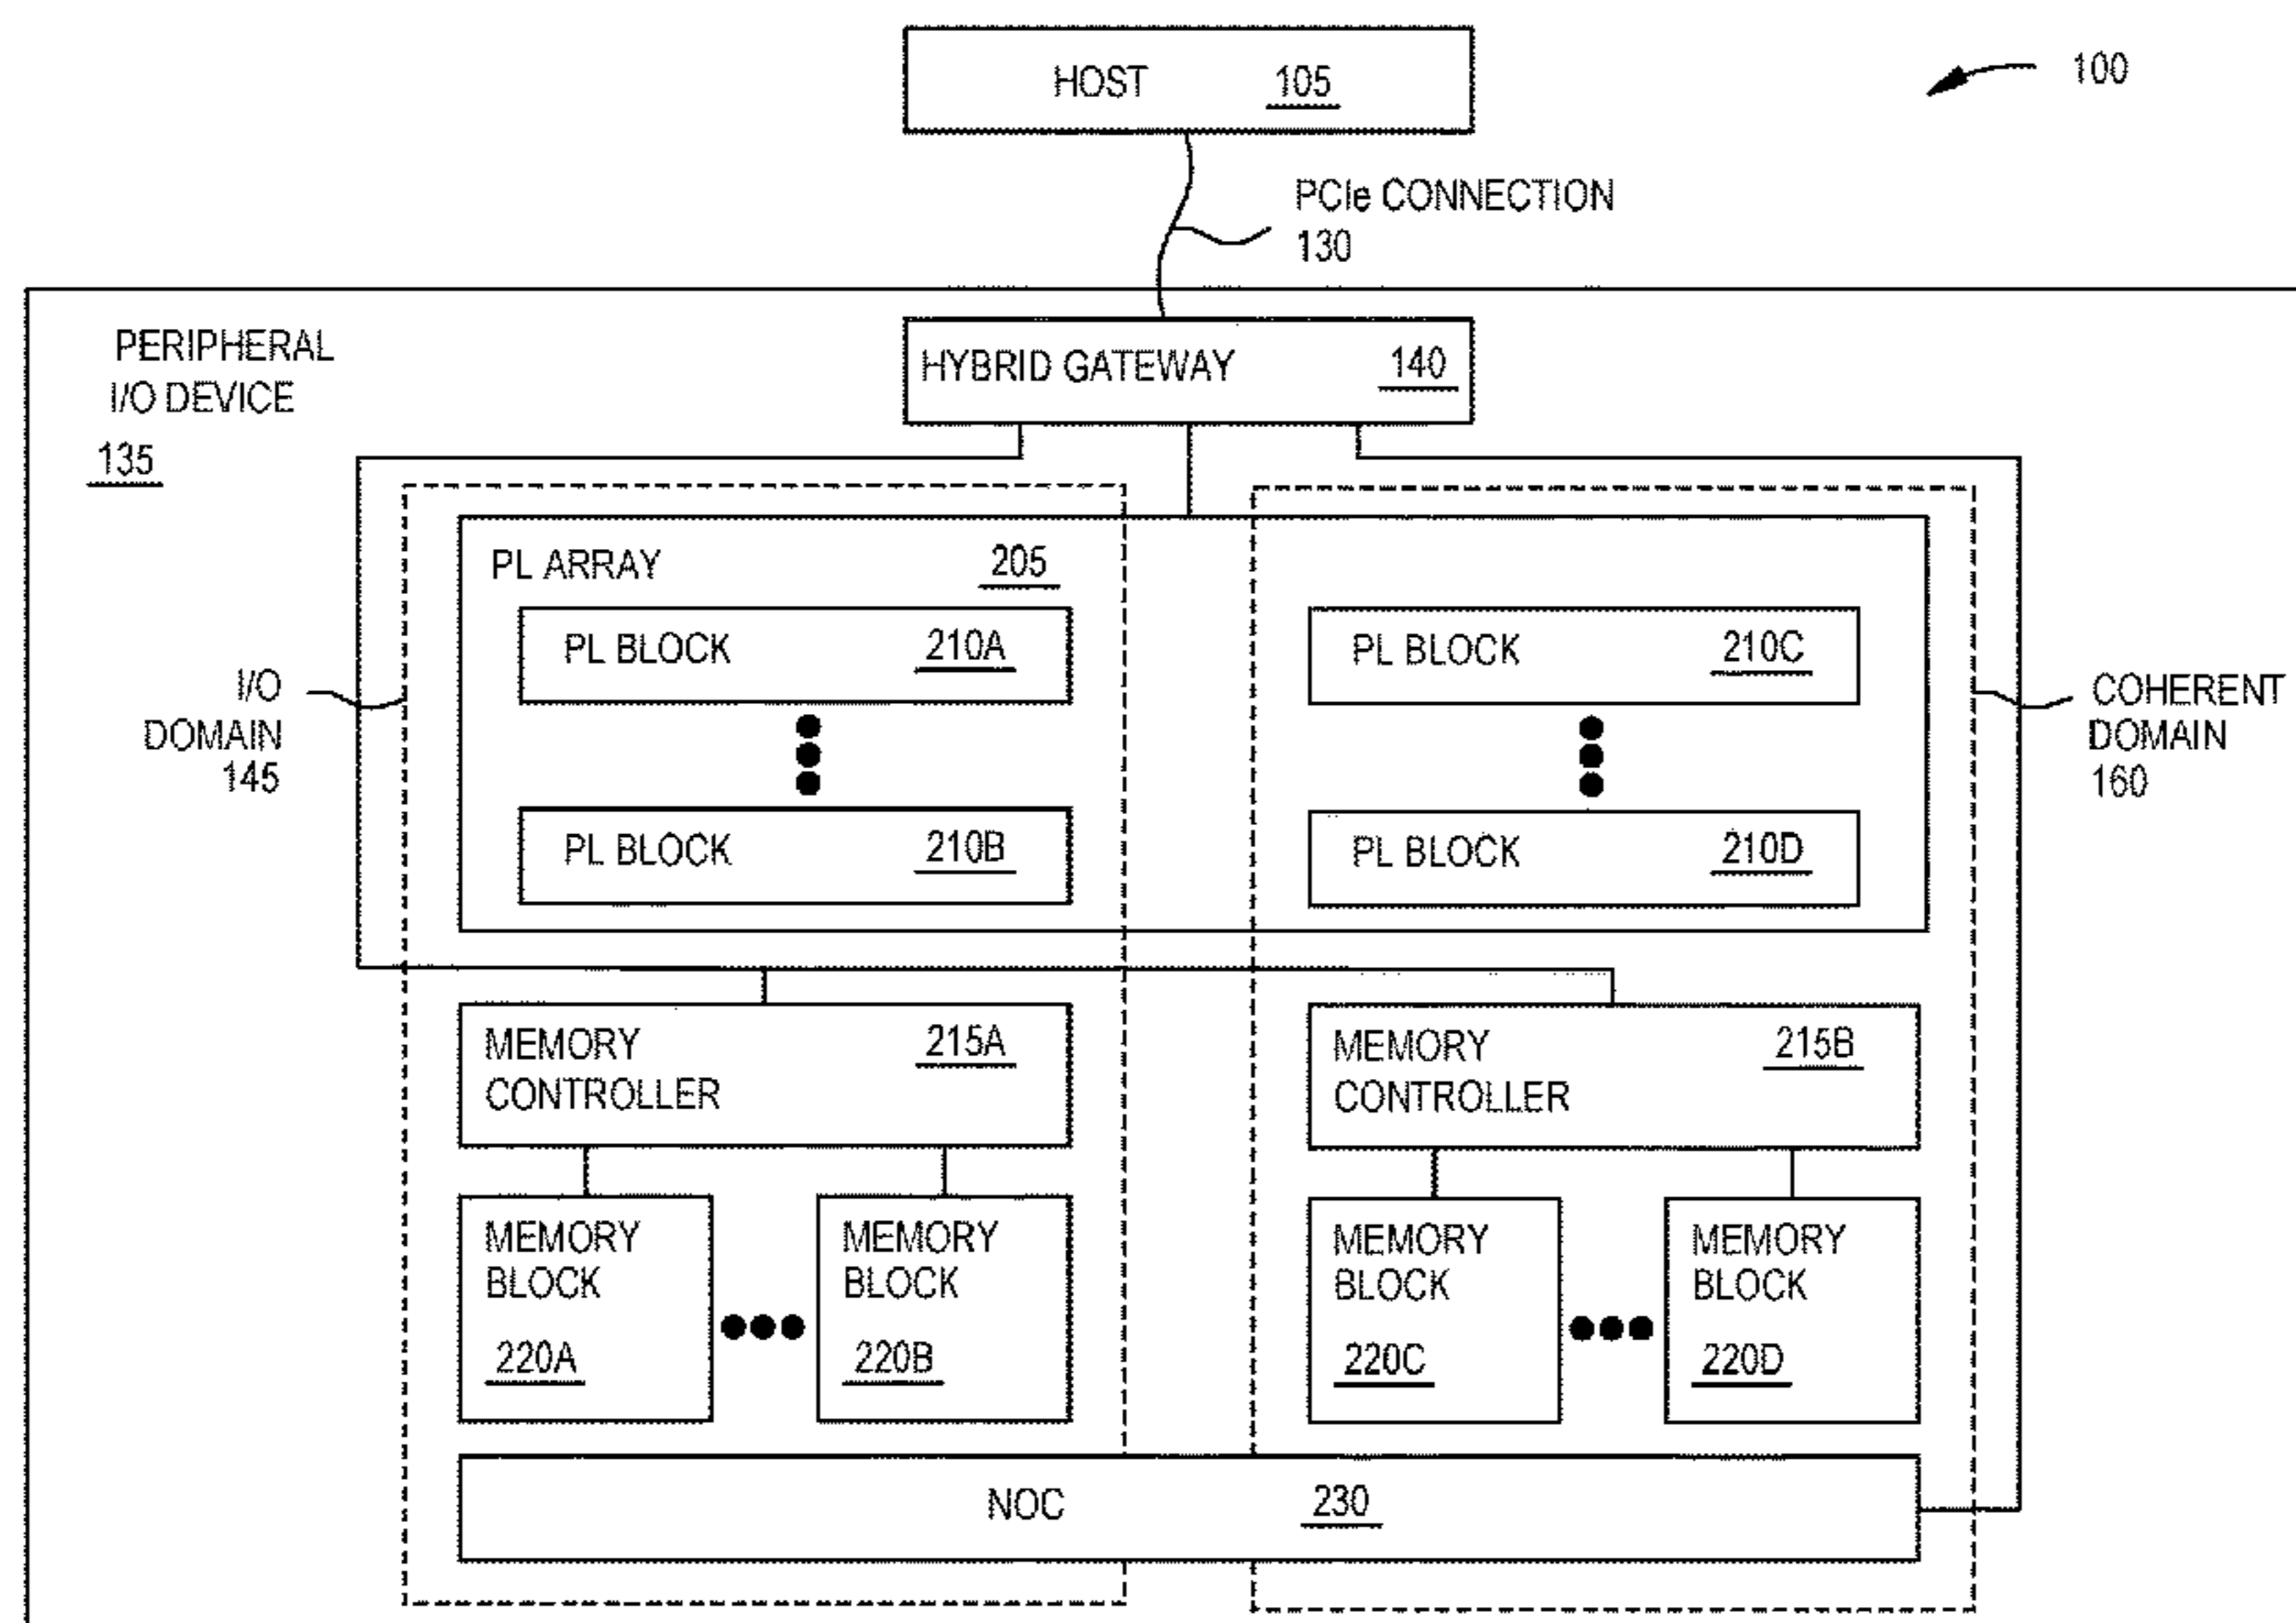 HOST 105
100
PCIe CONNECTION
130
PERIPHERAL
I/O DEVICE
135
HYBRID GATEWAY 140
PL ARRAY 205
PL BLOCK 210A
PL BLOCK 210C
I/O
DOMAIN
145
COHERENT
DOMAIN
160
PL BLOCK 210B
PL BLOCK 210D
MEMORY
CONTROLLER
215A
MEMORY
CONTROLLER
215B
MEMORY
BLOCK
220A
MEMORY
BLOCK
220B
MEMORY
BLOCK
220C
MEMORY
BLOCK
220D
NOC 230